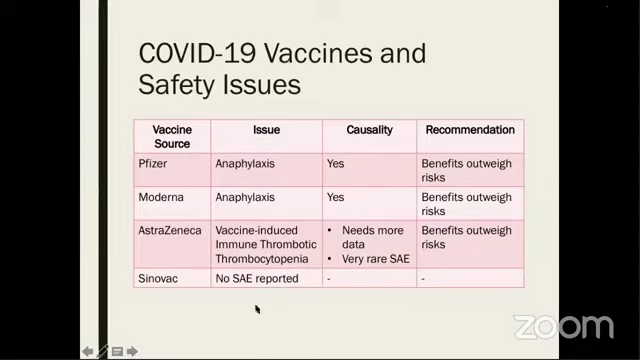 COVID-19 Vaccines and
Safety Issues
Vaccine Source Issue Causality Recommendation
Pfizer Anaphylaxis Yes Benefits outweigh risks
Moderna Anaphylaxis Yes Benefits outweigh risks
AstraZeneca Vaccine-induced Immune Thrombotic Thrombocytopenia • Needs more data • Very rare SAE Benefits outweigh risks
Sinovac No SAE reported - -
zoom